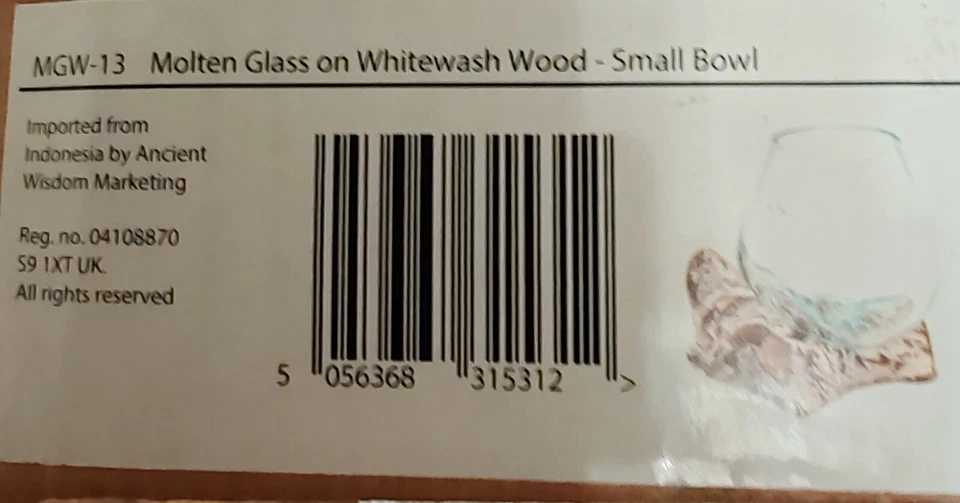 MGW-13 Molten Glass on Whitewash Wood - Small Bowl
Imported from
Indonesia by Ancient
Wisdom Marketing
Reg. no. 04108870
S9 1XT UK.
All rights reserved
5 056368 315312 >